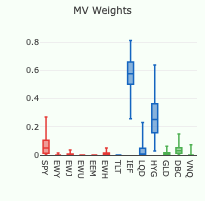 MV Weights
0.8
0.6
0.4
0.2
0
SPY
EWY
EWJ
EWU
EEM
EWH
TLT
IEF
LQD
HYG
GLD
DBC
VNQ